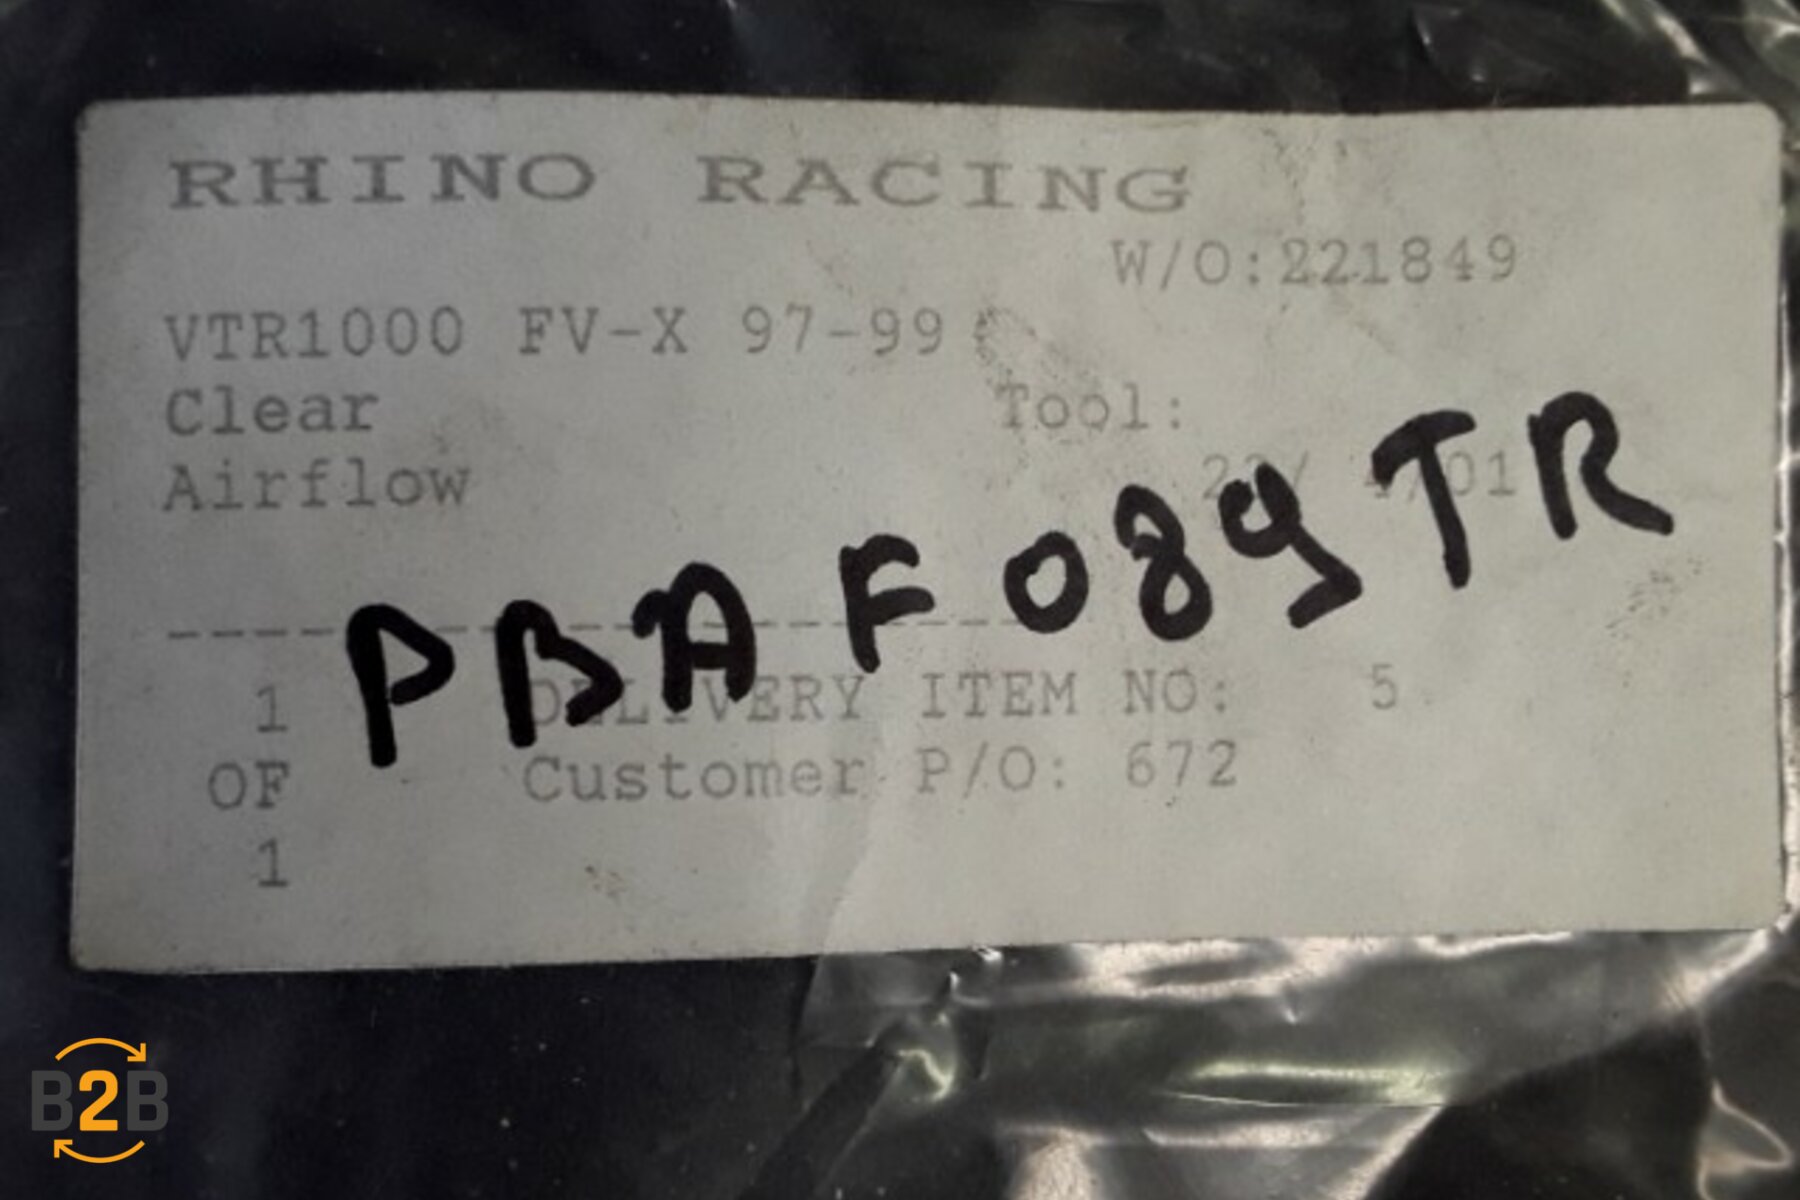 RHINO RACING
W/O:221849
VTR1000 FV-X 97-99
Clear Tool:
Airflow
PBAF089TR
1 DELIVERY ITEM NO: 5
OF Customer P/O: 672
1
B2B